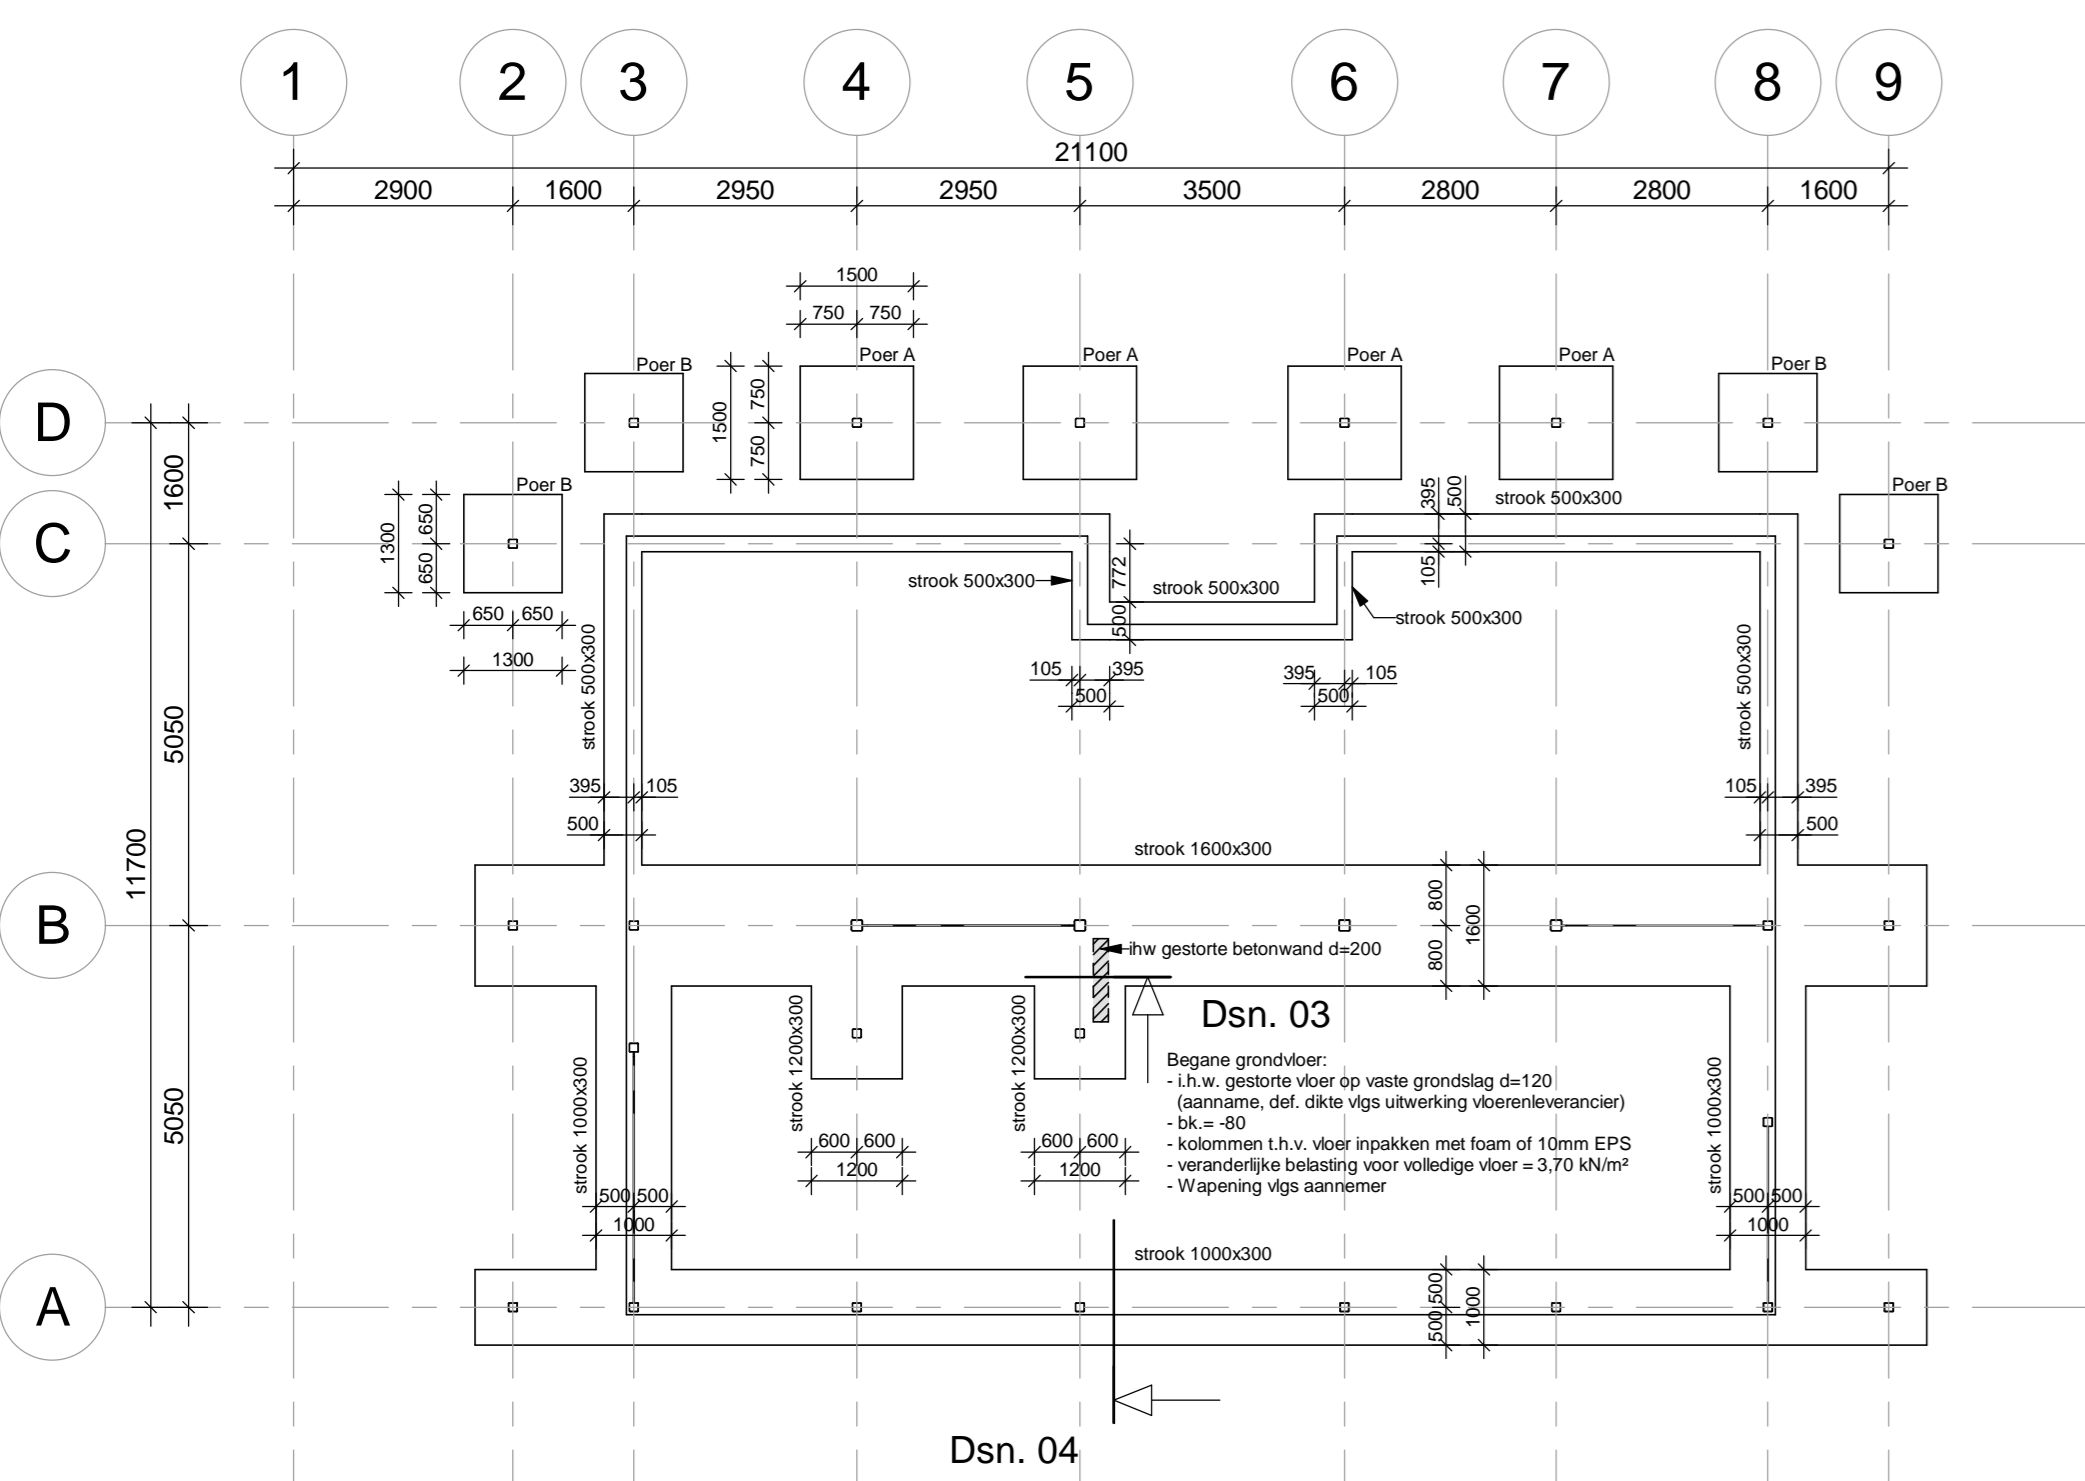 1 2 3 4 5 6 7 8 9
21100
2900 1600 2950 2950 3500 2800 2800 1600
1500
750 750
Poer B Poer A Poer A Poer A Poer A Poer B
D
1500 750 750
1600
Poer B
395 500
strook 500x300
Poer B
C
1300 650 650
105
772
strook 500x300
strook 500x300
strook 500x300
500
650 650
1300
strook 500x300
strook 500x300
105 395
500
395 105
500
5050
395 105
500
105 395
500
11700
strook 1600x300
B
800
800
1600
ihw gestorte betonwand d=200
strook 1200x300
strook 1200x300
Dsn. 03
Begane grondvloer:
- i.h.w. gestorte vloer op vaste grondslag d=120
(aanname, def. dikte vlgs uitwerking vloerenleverancier)
- bk.= -80
- kolommen t.h.v. vloer inpakken met foam of 10mm EPS
- veranderlijke belasting voor volledige vloer = 3,70 kN/m²
- Wapening vlgs aannemer
5050
strook 1000x300
strook 1000x300
600 600
1200
600 600
1200
500 500
1000
500 500
1000
strook 1000x300
A
500
500
1000
Dsn. 04